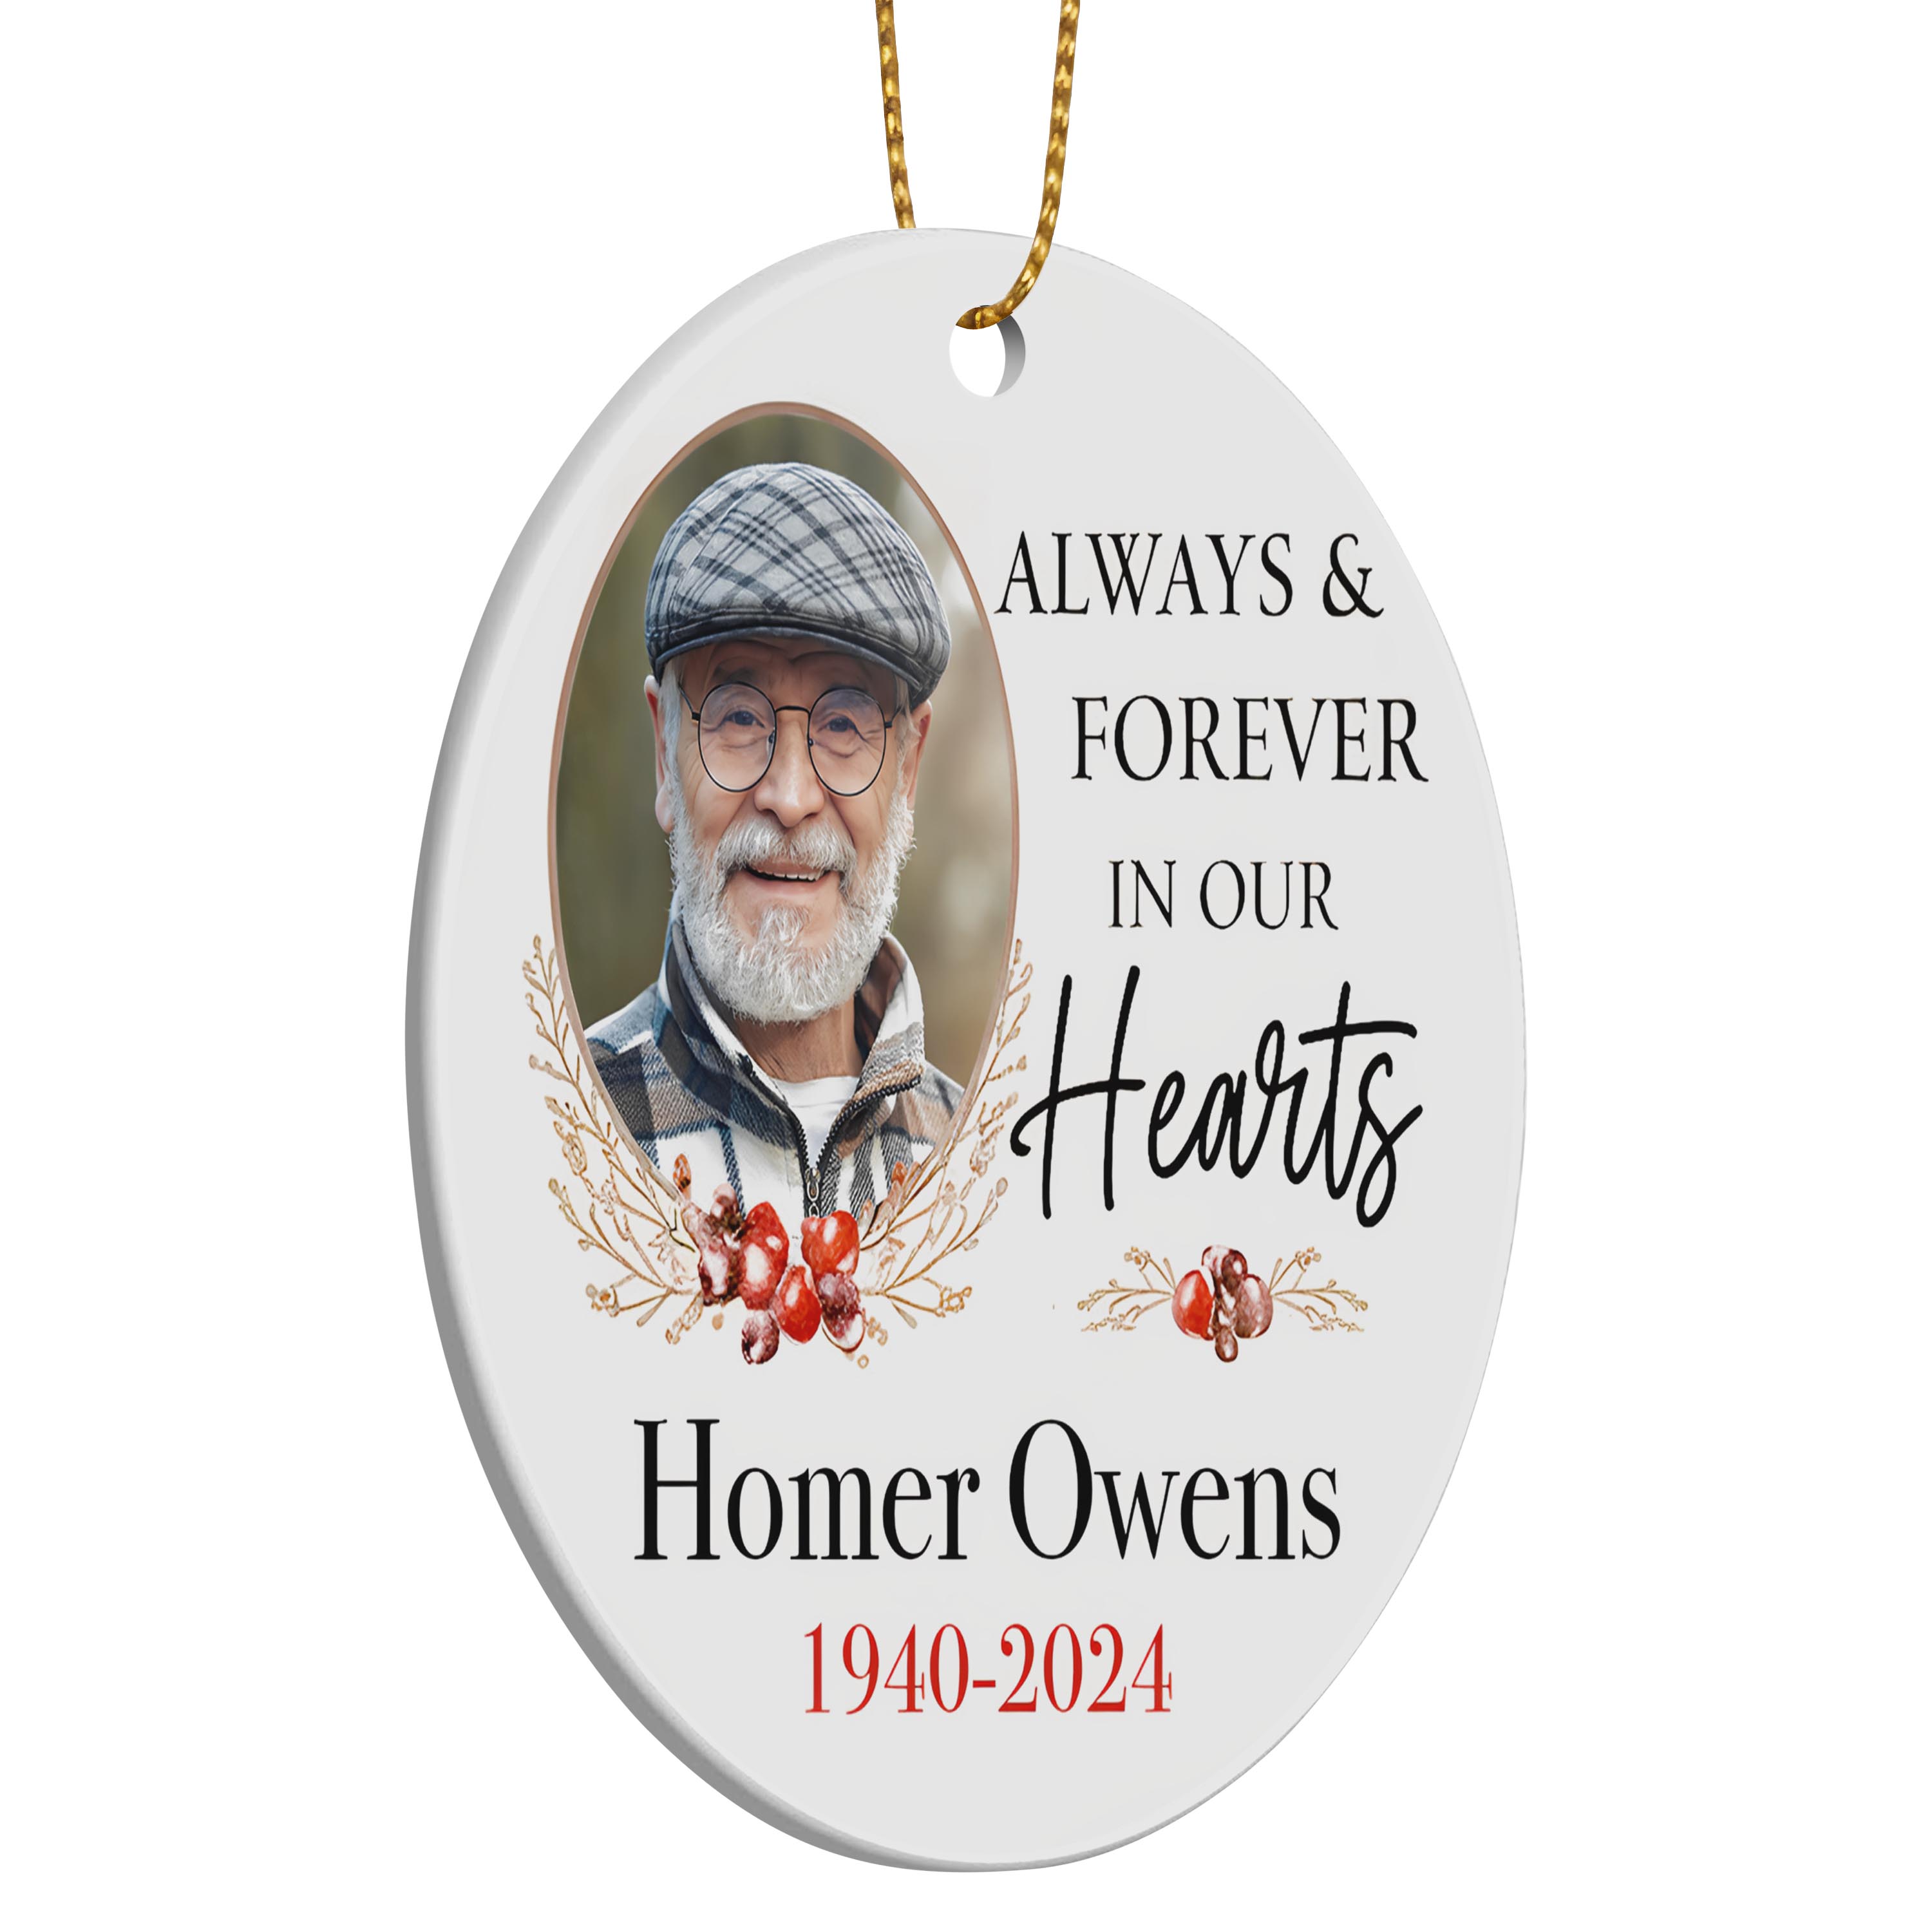 ALWAYS &
FOREVER
IN OUR
Hearts
Homer Owens
1940-2024